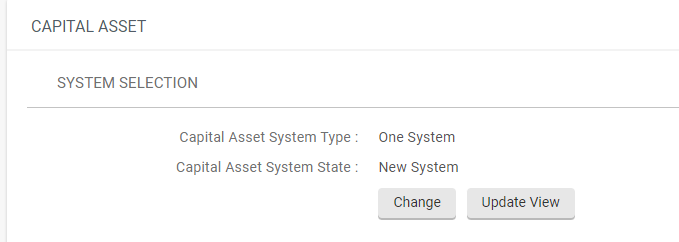 CAPITAL ASSET
SYSTEM SELECTION
Capital Asset System Type : One System
Capital Asset System State : New System
Change Update View